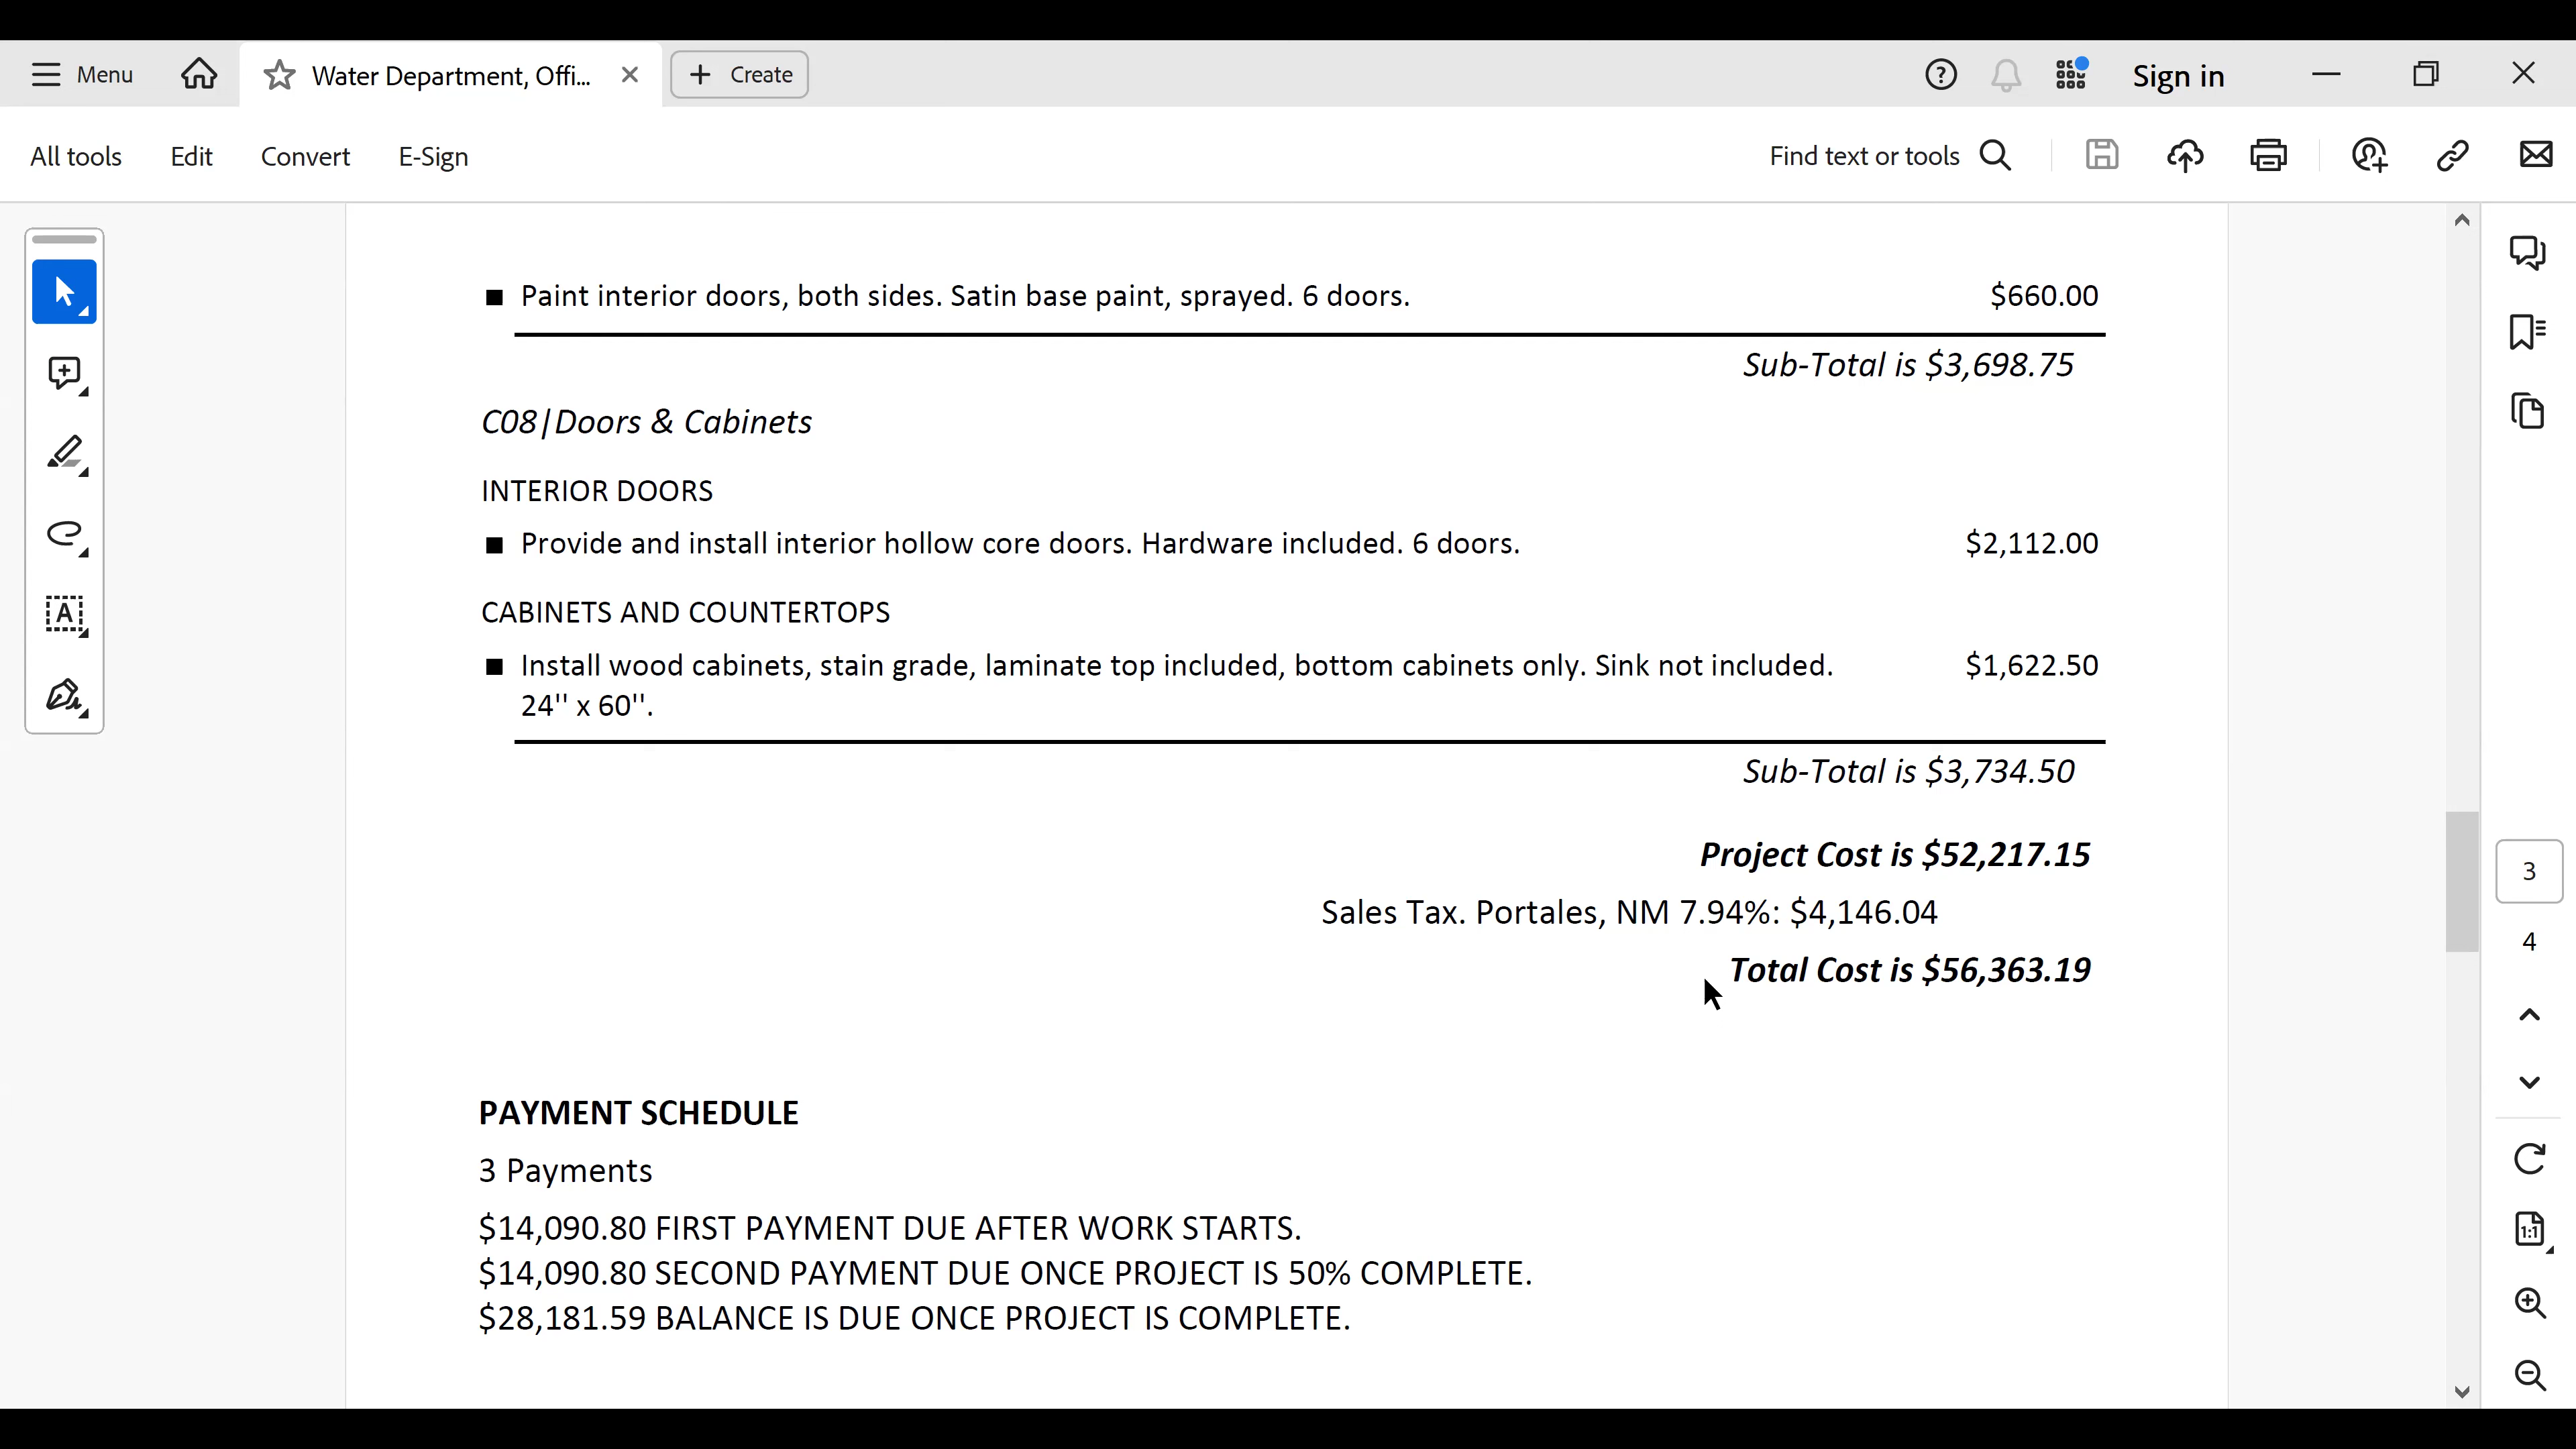 Menu
Water Department, Offi...
Create
Sign in
All tools
Edit
Convert
E-Sign
Find text or tools
■ Paint interior doors, both sides. Satin base paint, sprayed. 6 doors. $660.00
Sub-Total is $3,698.75
C08|Doors & Cabinets
INTERIOR DOORS
■ Provide and install interior hollow core doors. Hardware included. 6 doors. $2,112.00
CABINETS AND COUNTERTOPS
■ Install wood cabinets, stain grade, laminate top included, bottom cabinets only. Sink not included. $1,622.50
24" x 60".
Sub-Total is $3,734.50
Project Cost is $52,217.15
Sales Tax. Portales, NM 7.94%: $4,146.04
Total Cost is $56,363.19
PAYMENT SCHEDULE
3 Payments
$14,090.80 FIRST PAYMENT DUE AFTER WORK STARTS.
$14,090.80 SECOND PAYMENT DUE ONCE PROJECT IS 50% COMPLETE.
$28,181.59 BALANCE IS DUE ONCE PROJECT IS COMPLETE.
3
4
1:1